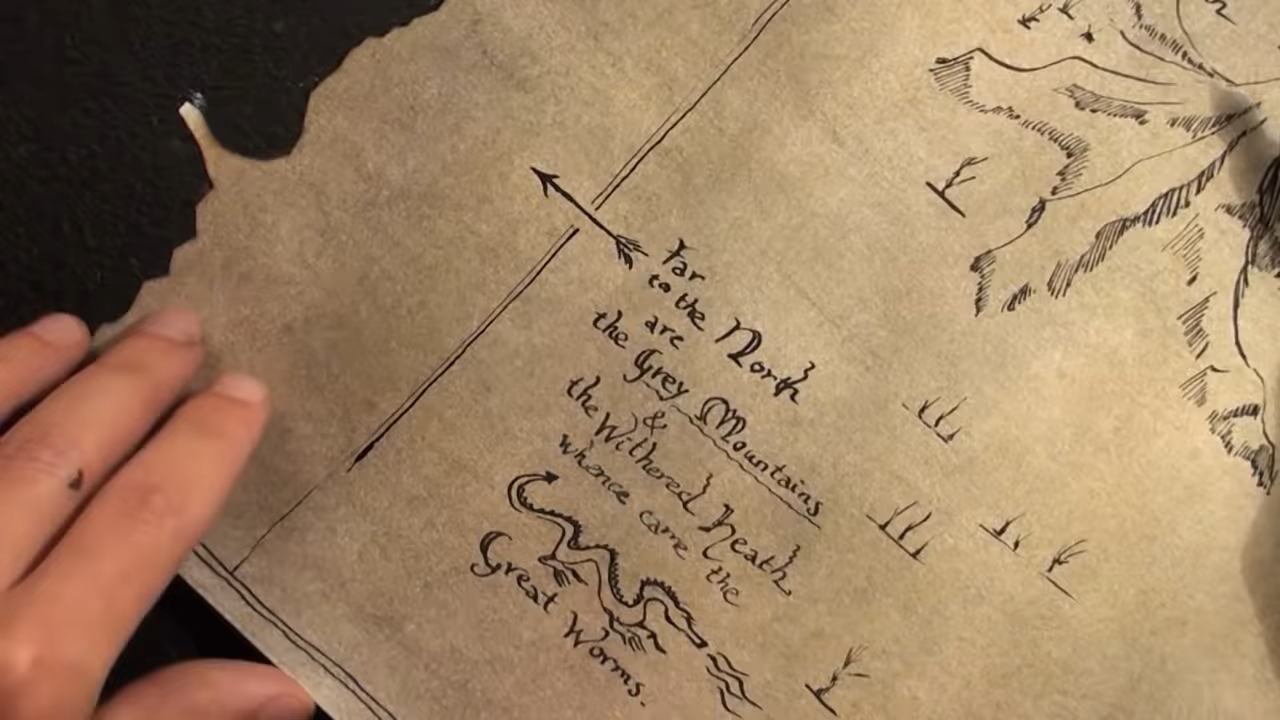 Far
to the North
are
the Grey Mountains
&
the Withered Heath
whence came the
Great Worms.